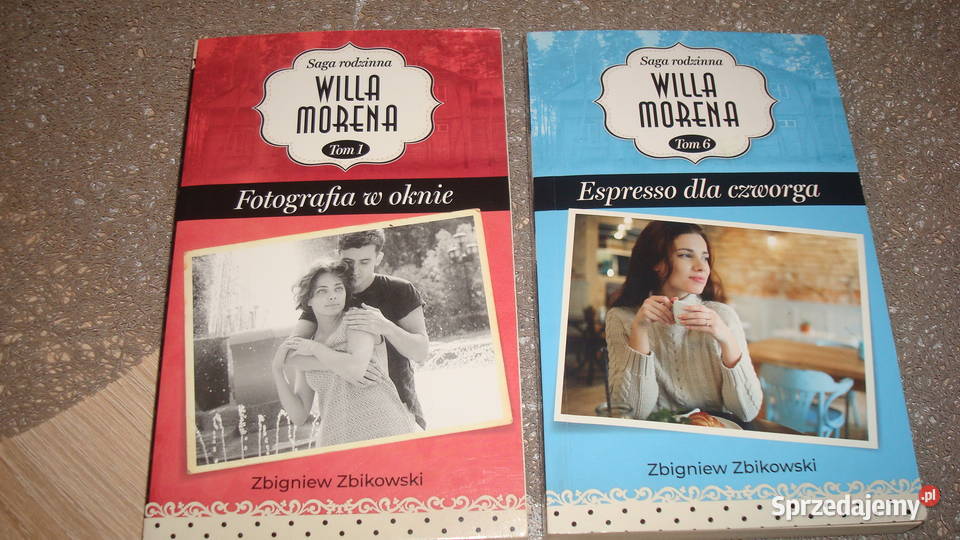 Saga rodzinna
WILLA
MORENA
Tom 1
Fotografia w oknie
Zbigniew Zbikowski
Saga rodzinna
WILLA
MORENA
Tom 6
Espresso dla czworga
Zbigniew Zbikowski
Sprzedajemy.pl